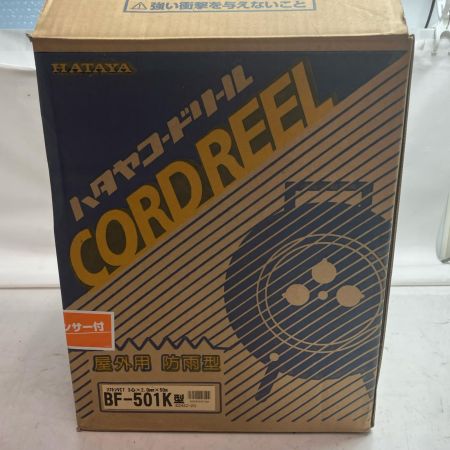 ⚠強い衝撃を与えないこと
HATAYA
ハタヤコードリール
CORD REEL
ンサー付
屋外用 防雨型
BF-501K型